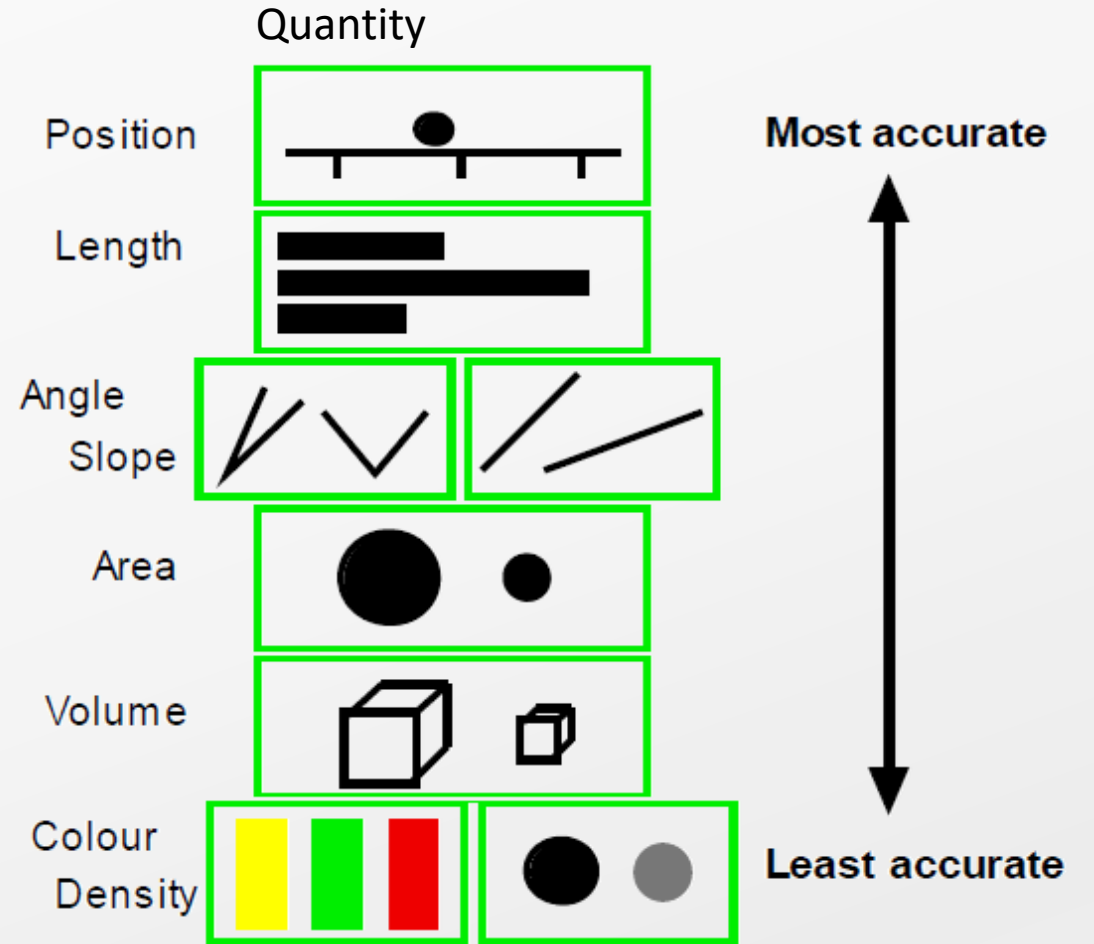 Quantity
Position
Most accurate
Length
Angle
Slope
Area
Volume
Colour
Density
Least accurate